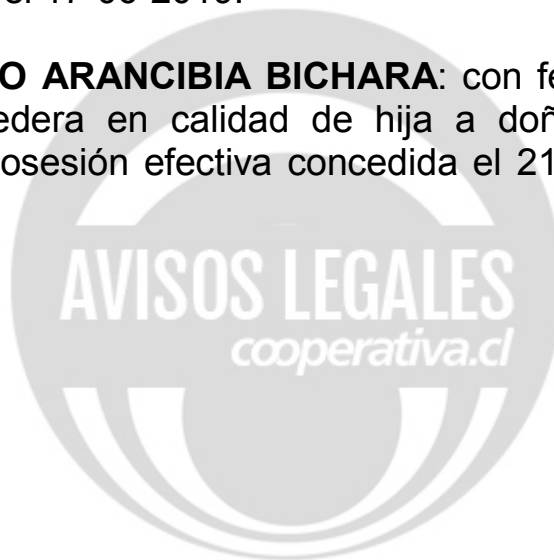 O ARANCIBIA BICHARA: con fe
edera en calidad de hija a doñ
osesión efectiva concedida el 21
AVISOS LEGALES
cooperativa.cl